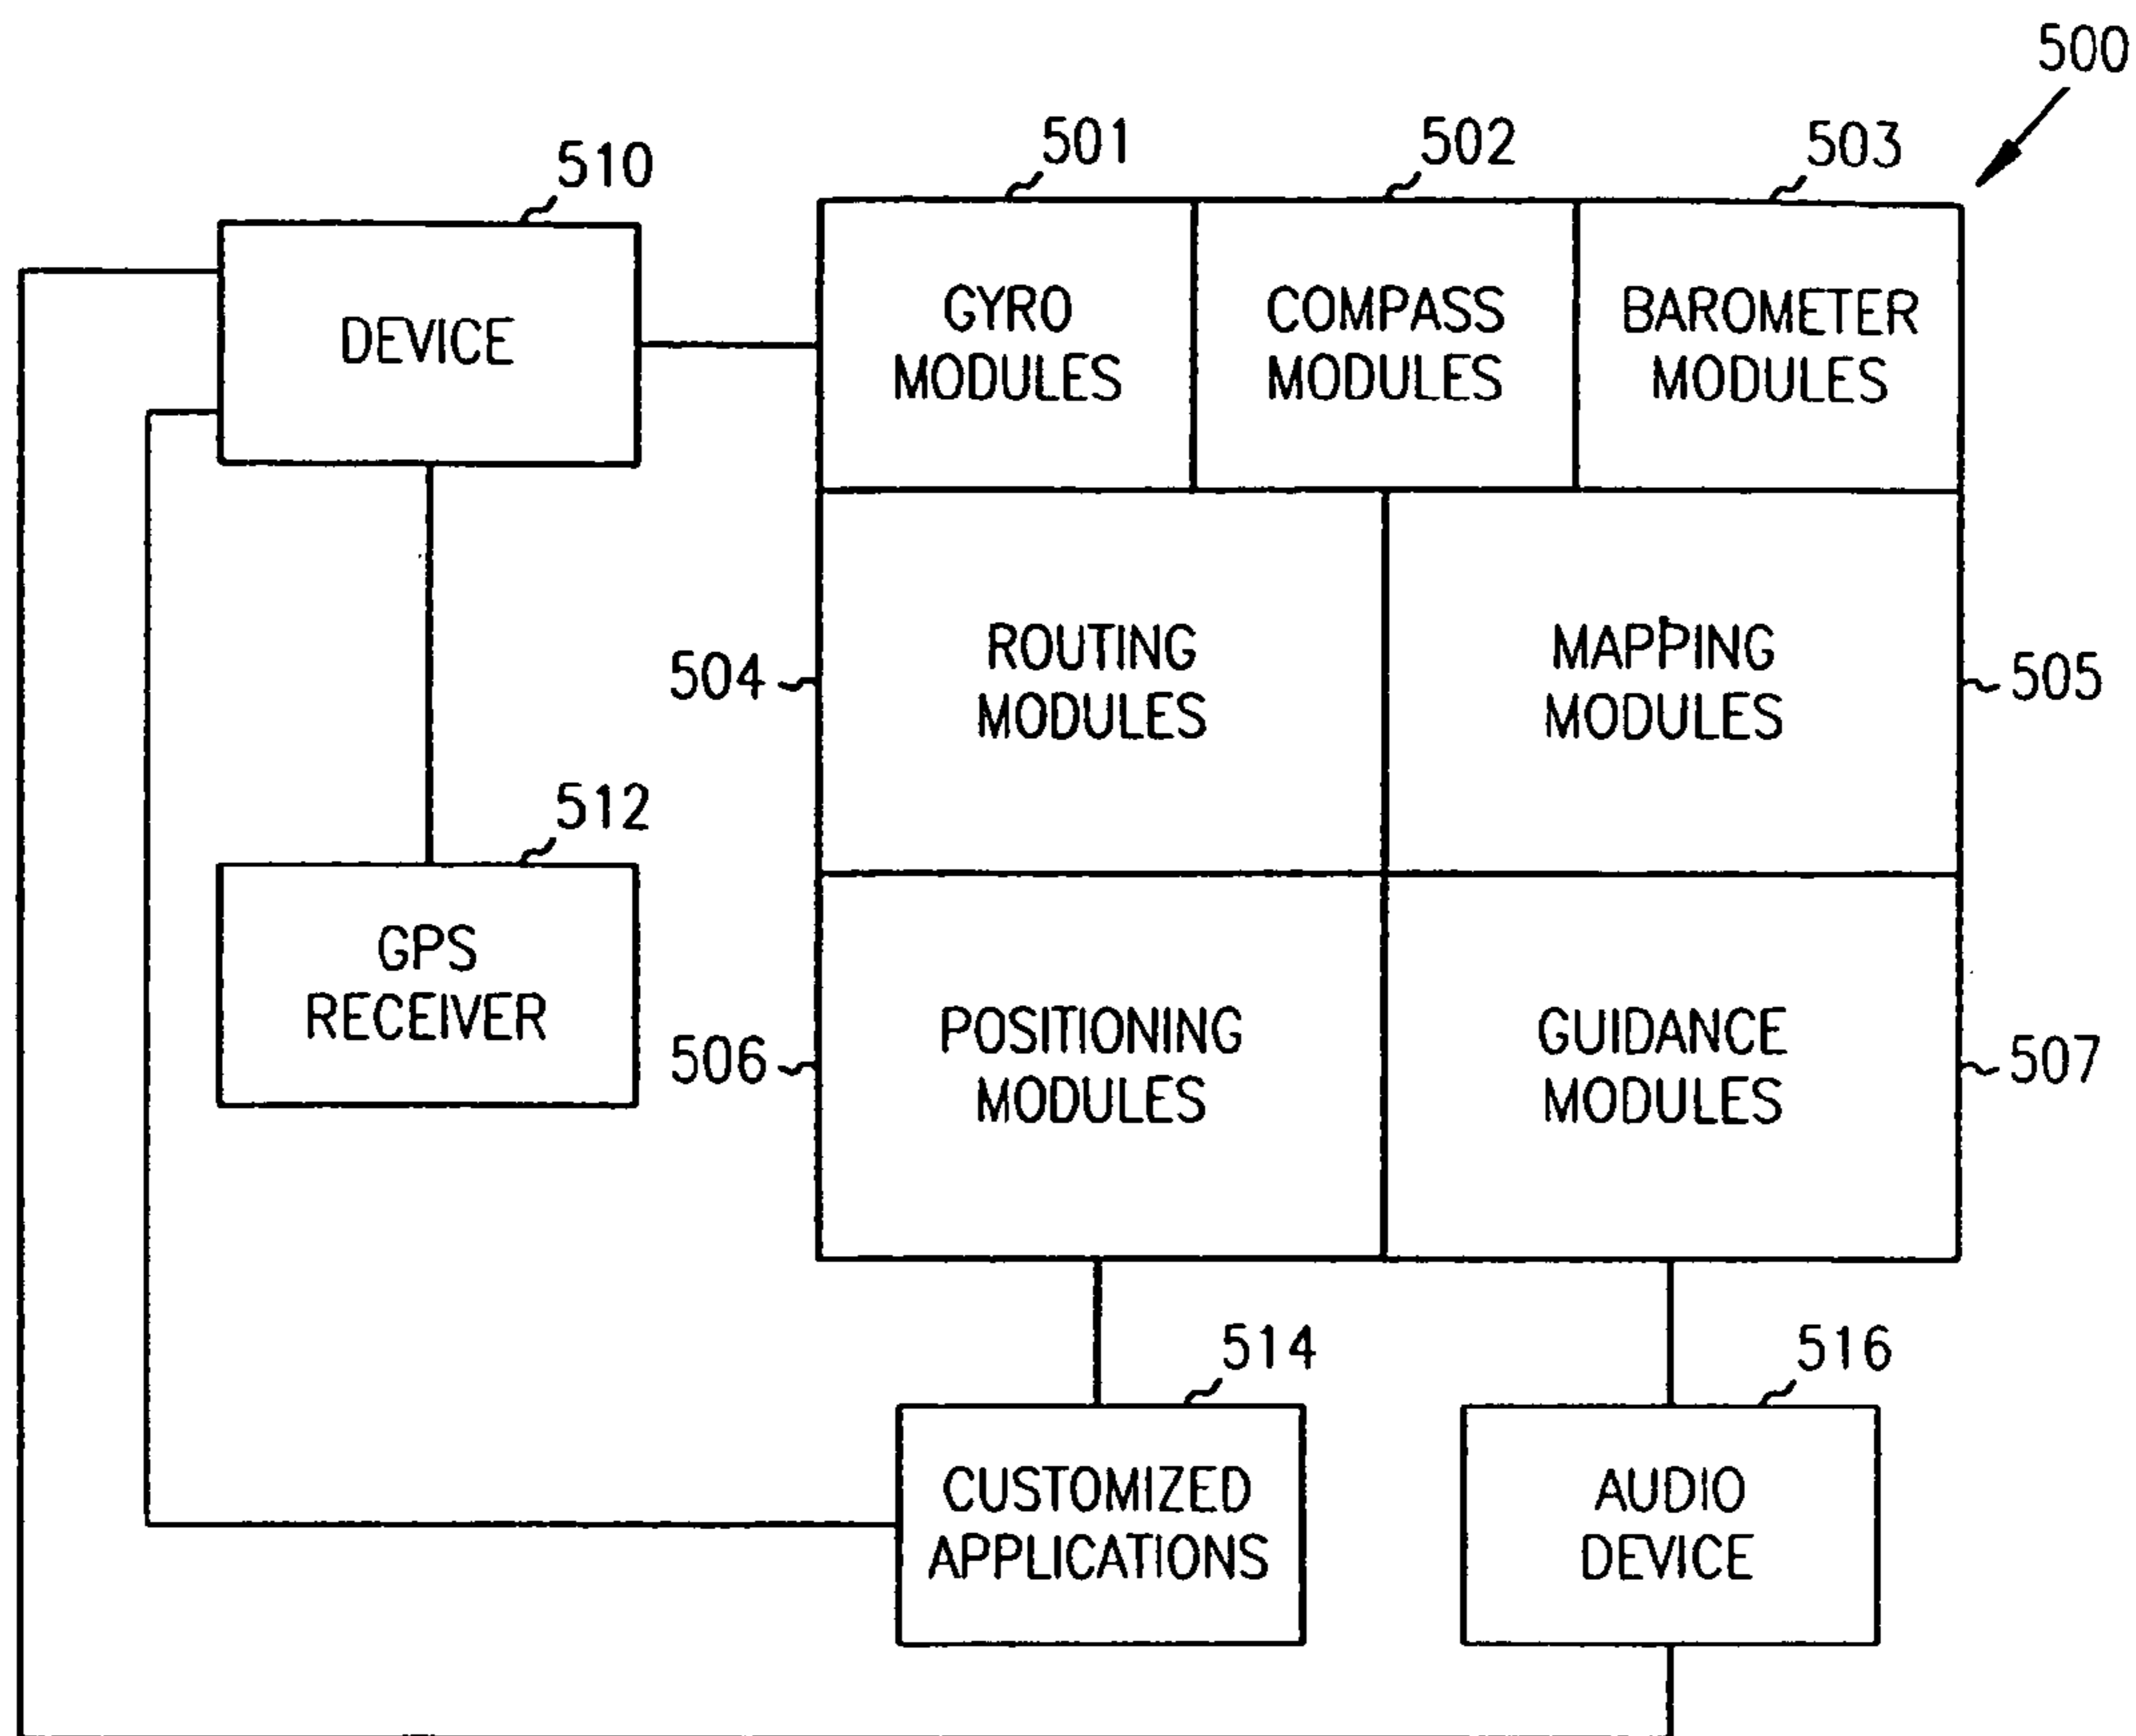 500
501
502
503
510
DEVICE
GYRO
MODULES
COMPASS
MODULES
BAROMETER
MODULES
504
ROUTING
MODULES
MAPPING
MODULES
505
512
GPS
RECEIVER
506
POSITIONING
MODULES
GUIDANCE
MODULES
507
514
516
CUSTOMIZED
APPLICATIONS
AUDIO
DEVICE